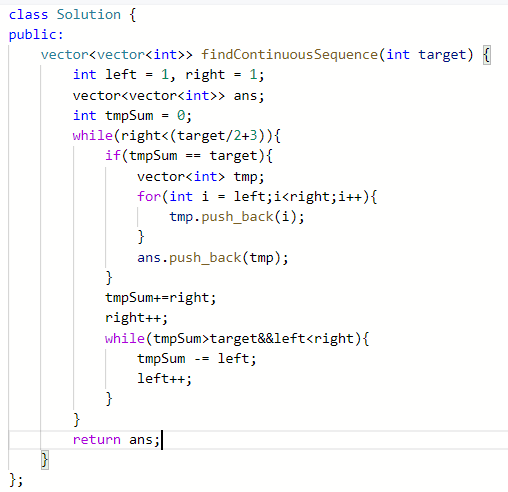 class Solution {
public:
    vector<vector<int>> findContinuousSequence(int target) {
        int left = 1, right = 1;
        vector<vector<int>> ans;
        int tmpSum = 0;
        while(right<(target/2+3)){
            if(tmpSum == target){
                vector<int> tmp;
                for(int i = left;i<right;i++){
                    tmp.push_back(i);
                }
                ans.push_back(tmp);
            }
            tmpSum+=right;
            right++;
            while(tmpSum>target&&left<right){
                tmpSum -= left;
                left++;
            }
        }
        return ans;
    }
};